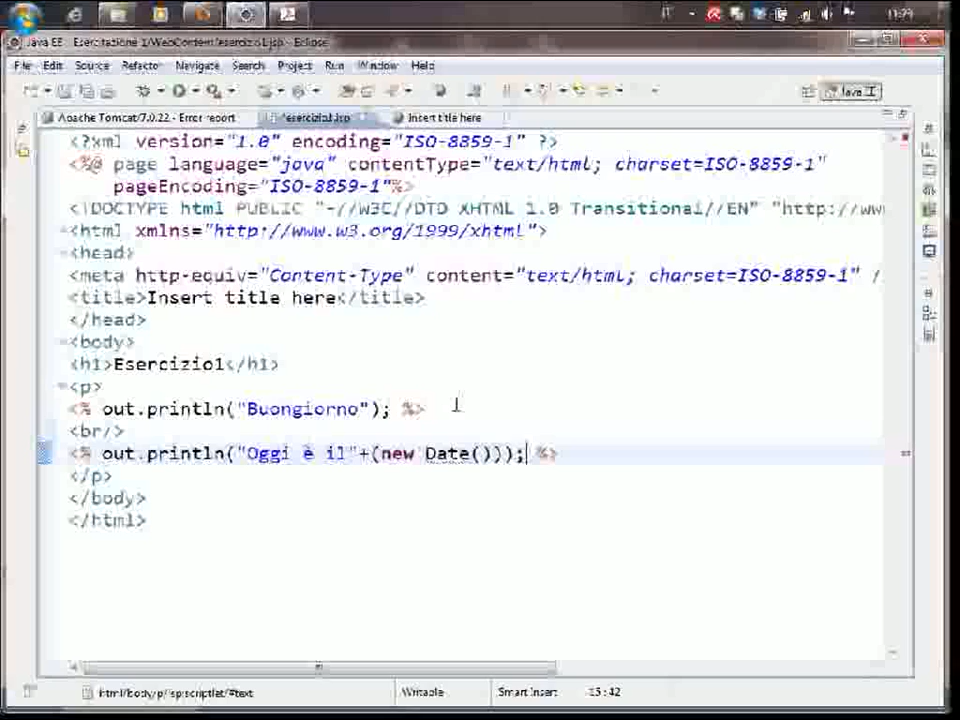 IT
11:23
Java EE - Esercitazione 1/WebContent/esercizio1.jsp - Eclipse
File Edit Source Refactor Navigate Search Project Run Window Help
Java
Apache Tomcat/7.0.22 - Error report *esercizio1.jsp Insert title here
<?xml version="1.0" encoding="ISO-8859-1" ?>
<%@ page language="java" contentType="text/html; charset=ISO-8859-1"
pageEncoding="ISO-8859-1"%>
<!DOCTYPE html PUBLIC "-//W3C//DTD XHTML 1.0 Transitional//EN" "http://www
<html xmlns="http://www.w3.org/1999/xhtml">
<head>
<meta http-equiv="Content-Type" content="text/html; charset=ISO-8859-1" /
<title>Insert title here</title>
</head>
<body>
<h1>Esercizio1</h1>
<p>
<% out.println("Buongiorno"); %>
<br/>
<% out.println("Oggi è il"+(new Date())); %>
</p>
</body>
</html>
html/body/p/jsp:scriptlet/#text Writable Smart Insert 15:42